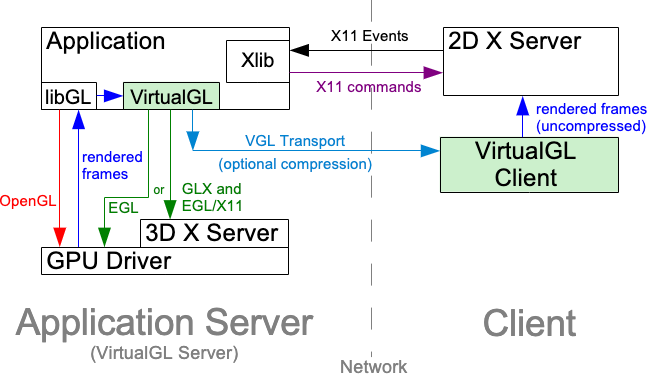 Application
X11 Events
2D X Server
Xlib
X11 commands
libGL
VirtualGL
rendered frames
(uncompressed)
VGL Transport
(optional compression)
VirtualGL
Client
rendered
frames
or
GLX and
EGL/X11
OpenGL
EGL
3D X Server
GPU Driver
Application Server
(VirtualGL Server)
Client
Network